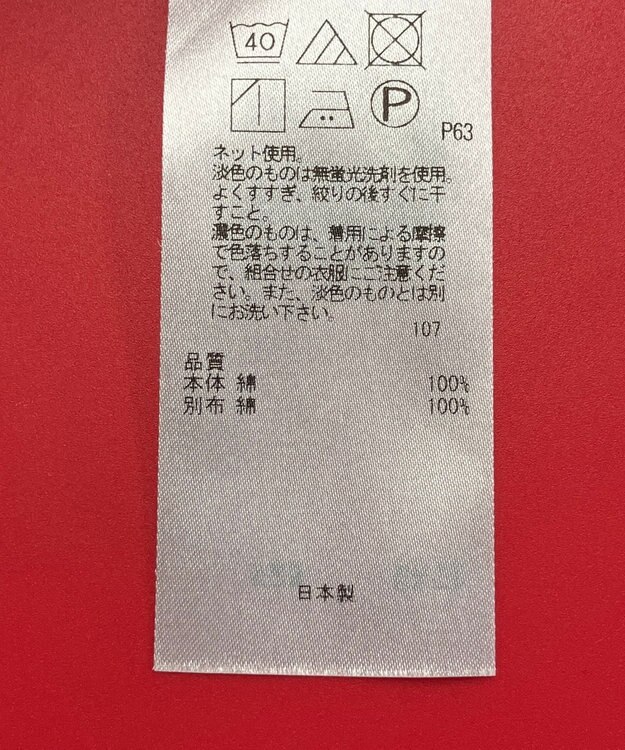 40
P
P63
ネット使用。
淡色のものは無蛍光洗剤を使用。
よくすすぎ、絞りの後すぐに干
すこと。
濃色のものは、着用による摩擦
で色落ちすることがありますの
で、組合せの衣服にご注意くだ
さい。また、淡色のものとは別
にお洗い下さい。
107
品質
本体 綿 100%
別布 綿 100%
日本製